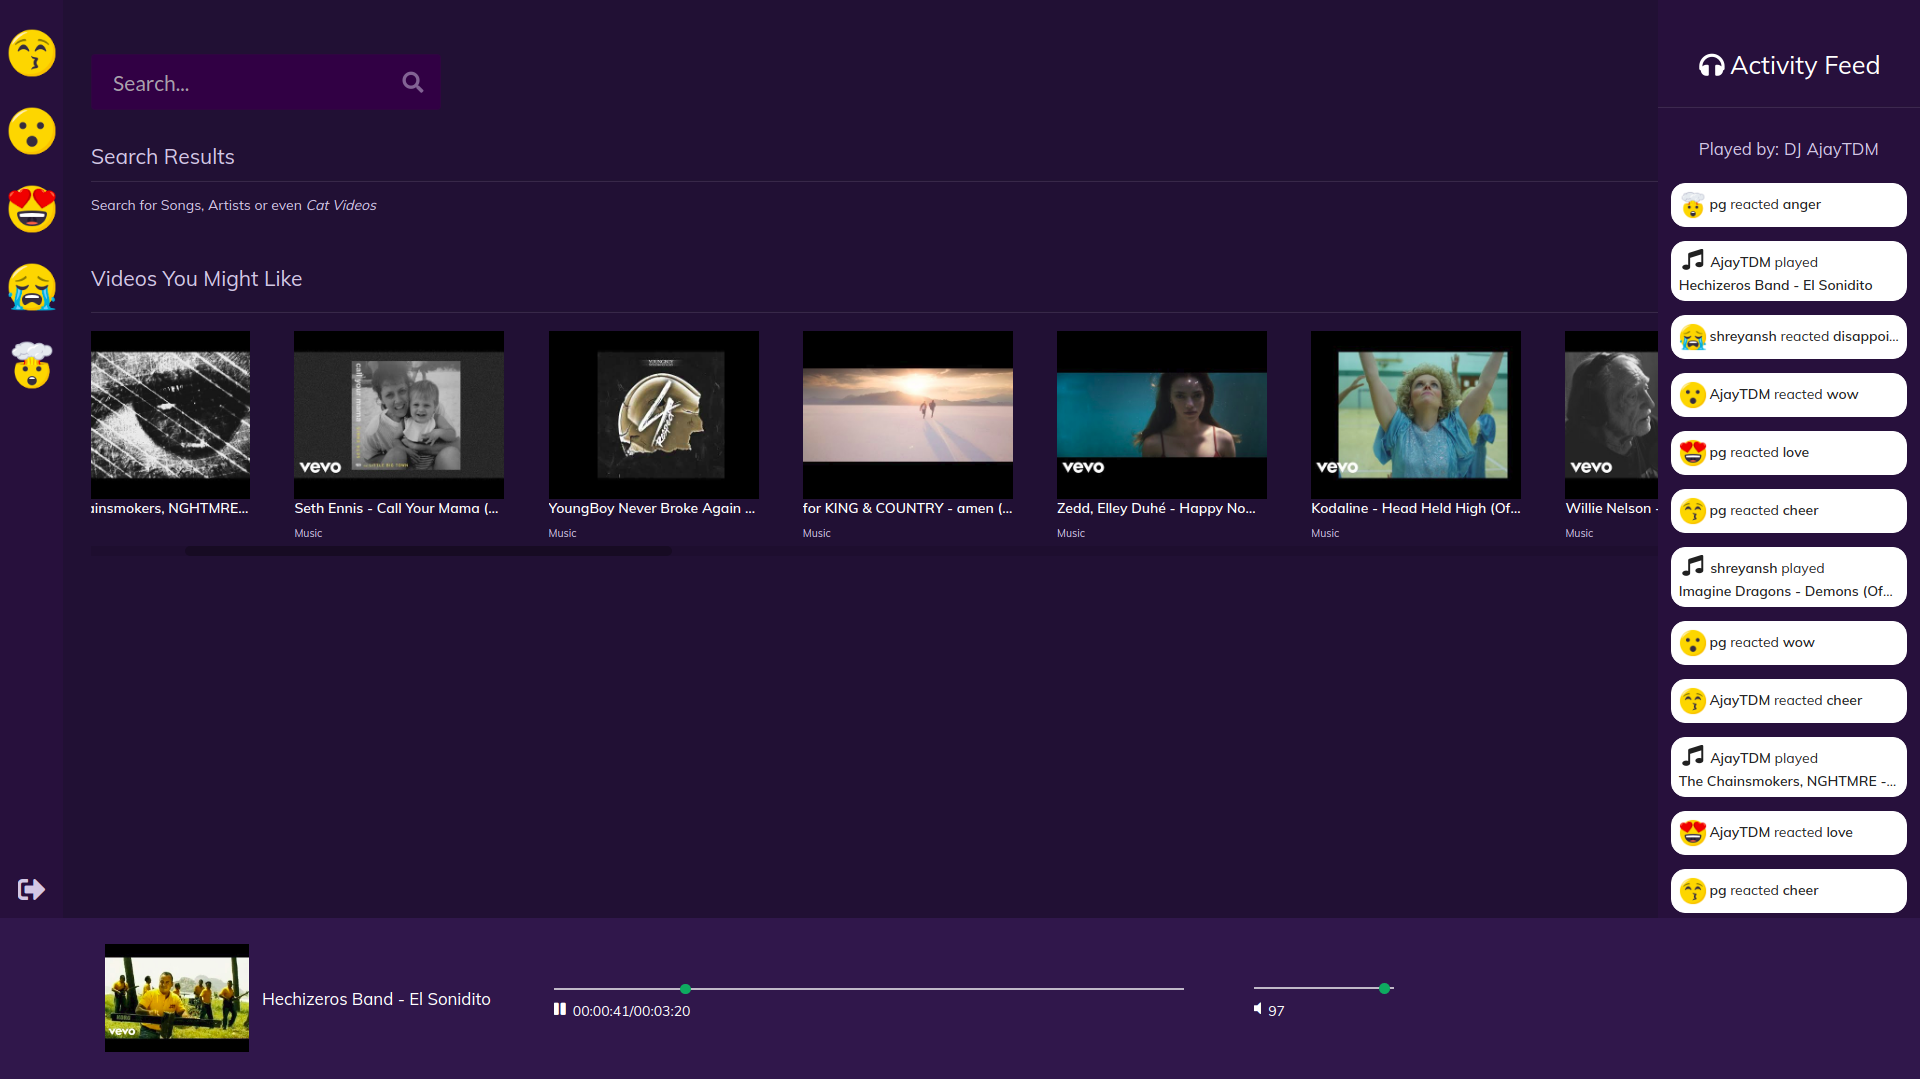 Search...
Search Results
Search for Songs, Artists or even Cat Videos
Videos You Might Like
vevo
vevo
vevo
vevo
ainsmokers, NGHTMRE...
Seth Ennis - Call Your Mama (...
YoungBoy Never Broke Again ...
for KING & COUNTRY - amen (...
Zedd, Elley Duhé - Happy No...
Kodaline - Head Held High (Of...
Willie Nelson -
Music
Music
Music
Music
Music
Music
Activity Feed
Played by: DJ AjayTDM
pg reacted anger
AjayTDM played
Hechizeros Band - El Sonidito
shreyansh reacted disappoi...
AjayTDM reacted wow
pg reacted love
pg reacted cheer
shreyansh played
Imagine Dragons - Demons (Of...
pg reacted wow
AjayTDM reacted cheer
AjayTDM played
The Chainsmokers, NGHTMRE -...
AjayTDM reacted love
pg reacted cheer
vevo
Hechizeros Band - El Sonidito
00:00:41/00:03:20
97